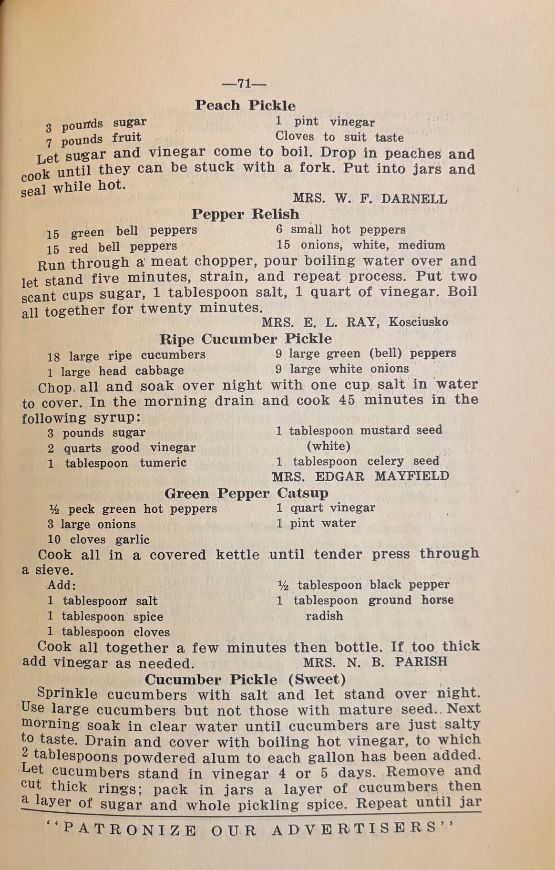 —71—
Peach Pickle
3 pounds sugar 1 pint vinegar
7 pounds fruit Cloves to suit taste
Let sugar and vinegar come to boil. Drop in peaches and
cook until they can be stuck with a fork. Put into jars and
seal while hot.
MRS. W. F. DARNELL
Pepper Relish
15 green bell peppers 6 small hot peppers
15 red bell peppers 15 onions, white, medium
Run through a meat chopper, pour boiling water over and
let stand five minutes, strain, and repeat process. Put two
scant cups sugar, 1 tablespoon salt, 1 quart of vinegar. Boil
all together for twenty minutes.
MRS. E. L. RAY, Kosciusko
Ripe Cucumber Pickle
18 large ripe cucumbers 9 large green (bell) peppers
1 large head cabbage 9 large white onions
Chop all and soak over night with one cup salt in water
to cover. In the morning drain and cook 45 minutes in the
following syrup:
3 pounds sugar 1 tablespoon mustard seed
2 quarts good vinegar (white)
1 tablespoon tumeric 1 tablespoon celery seed
MRS. EDGAR MAYFIELD
Green Pepper Catsup
½ peck green hot peppers 1 quart vinegar
3 large onions 1 pint water
10 cloves garlic
Cook all in a covered kettle until tender press through
a sieve.
Add: ½ tablespoon black pepper
1 tablespoon salt 1 tablespoon ground horse
1 tablespoon spice radish
1 tablespoon cloves
Cook all together a few minutes then bottle. If too thick
add vinegar as needed. MRS. N. B. PARISH
Cucumber Pickle (Sweet)
Sprinkle cucumbers with salt and let stand over night.
Use large cucumbers but not those with mature seed. Next
morning soak in clear water until cucumbers are just salty
to taste. Drain and cover with boiling hot vinegar, to which
2 tablespoons powdered alum to each gallon has been added.
Let cucumbers stand in vinegar 4 or 5 days. Remove and
cut thick rings; pack in jars a layer of cucumbers then
a layer of sugar and whole pickling spice. Repeat until jar
"PATRONIZE OUR ADVERTISERS"